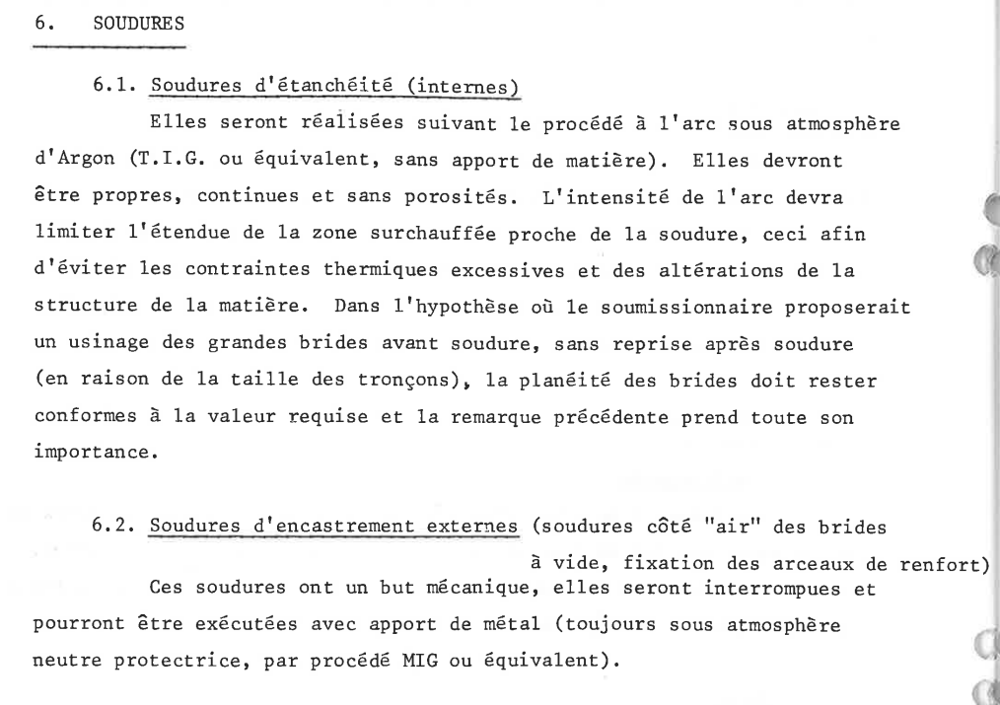 6. SOUDURES
6.1. Soudures d'étanchéité (internes)
Elles seront réalisées suivant le procédé à l'arc sous atmosphère
d'Argon (T.I.G. ou équivalent, sans apport de matière). Elles devront
être propres, continues et sans porosités. L'intensité de l'arc devra
limiter l'étendue de la zone surchauffée proche de la soudure, ceci afin
d'éviter les contraintes thermiques excessives et des altérations de la
structure de la matière. Dans l'hypothèse où le soumissionnaire proposerait
un usinage des grandes brides avant soudure, sans reprise après soudure
(en raison de la taille des tronçons), la planéité des brides doit rester
conformes à la valeur requise et la remarque précédente prend toute son
importance.
6.2. Soudures d'encastrement externes (soudures côté "air" des brides
à vide, fixation des arceaux de renfort)
Ces soudures ont un but mécanique, elles seront interrompues et
pourront être exécutées avec apport de métal (toujours sous atmosphère
neutre protectrice, par procédé MIG ou équivalent).